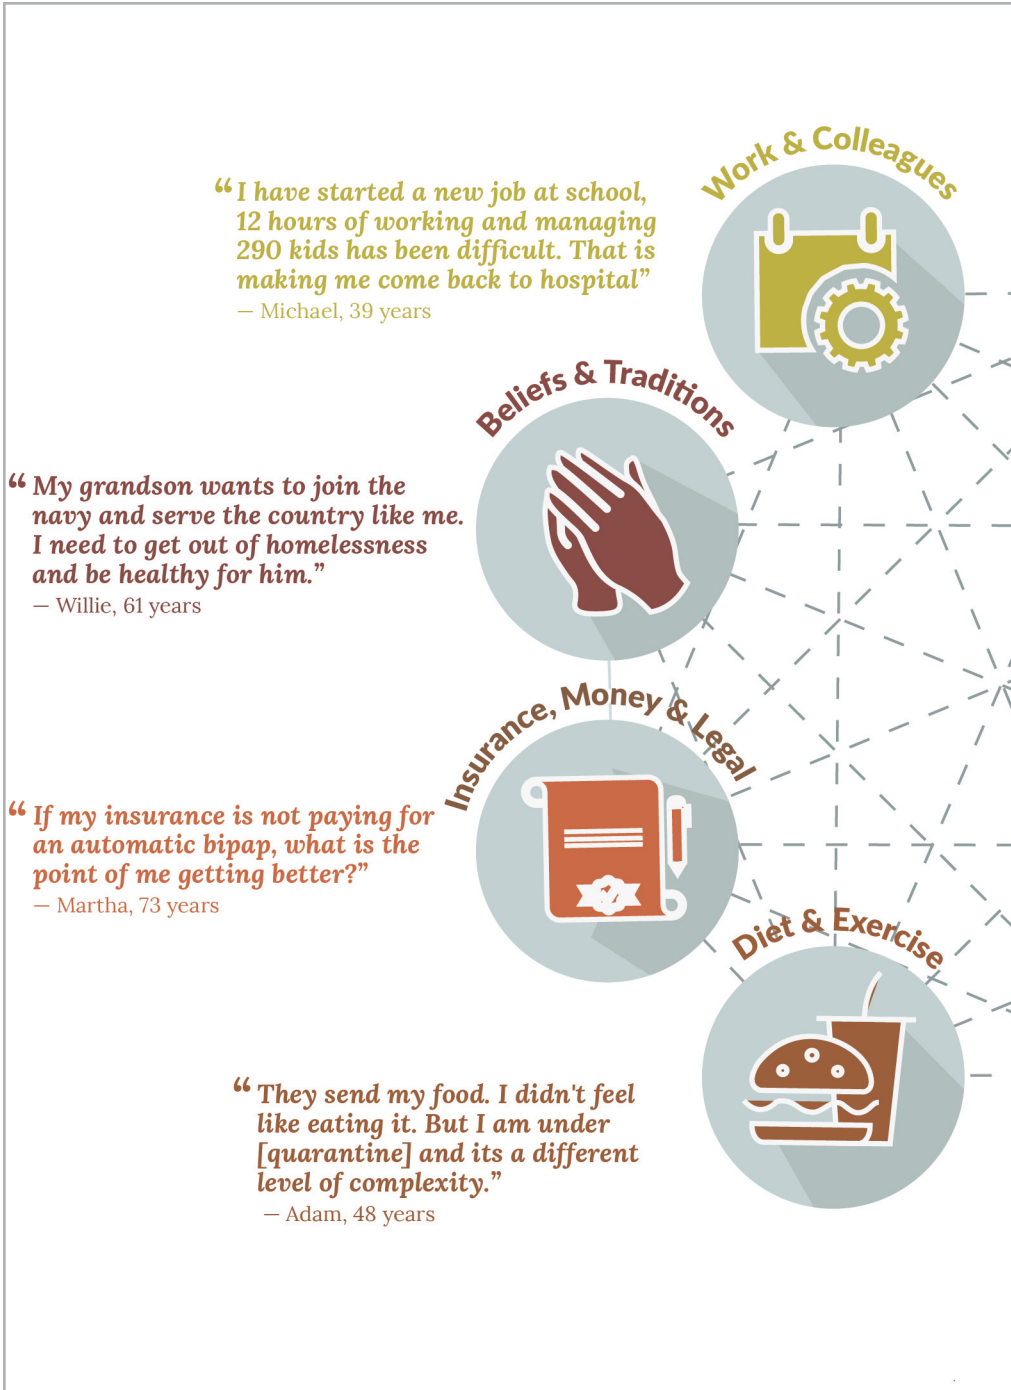 Work & Colleagues
“I have started a new job at school,
12 hours of working and managing
290 kids has been difficult. That is
making me come back to hospital”
— Michael, 39 years
Beliefs & Traditions
“My grandson wants to join the
navy and serve the country like me.
I need to get out of homelessness
and be healthy for him.”
— Willie, 61 years
Insurance, Money & Legal
“If my insurance is not paying for
an automatic bipap, what is the
point of me getting better?”
— Martha, 73 years
Diet & Exercise
“They send my food. I didn't feel
like eating it. But I am under
[quarantine] and its a different
level of complexity.”
— Adam, 48 years